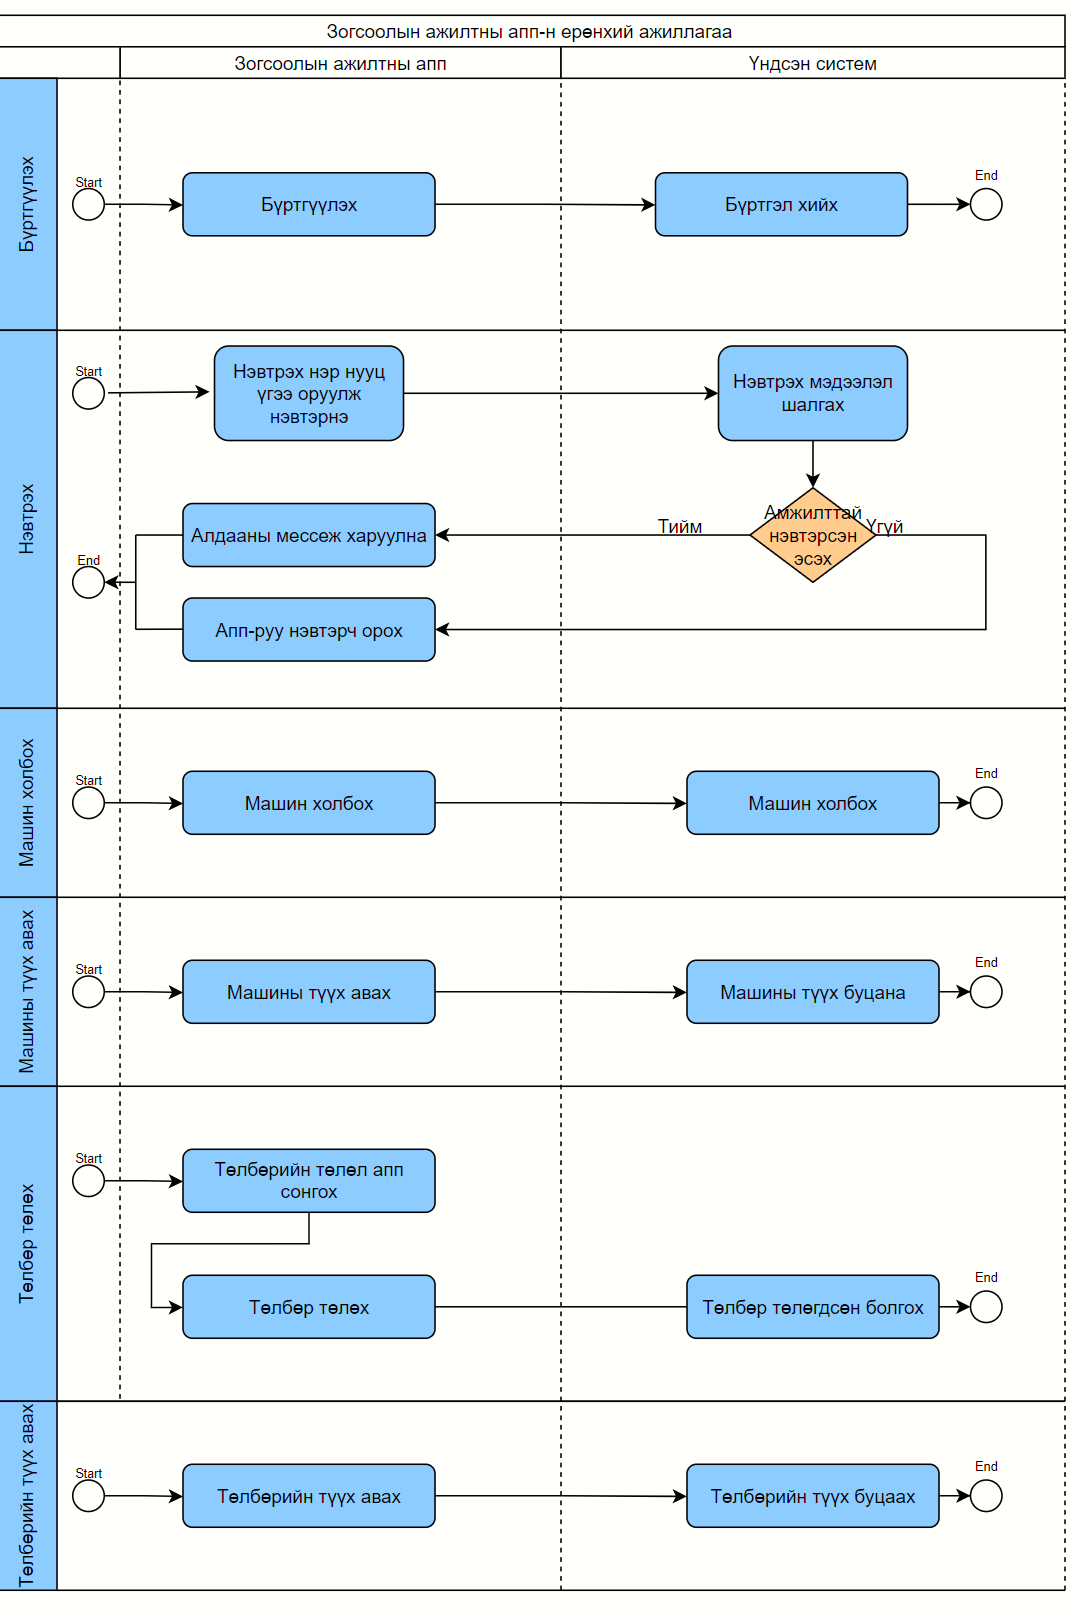 Зогсоолын ажилтны апп-н ерөнхий ажиллагаа
Зогсоолын ажилтны апп
Үндсэн систем
Бүртгүүлэх
Start
Бүртгүүлэх
Бүртгэл хийх
End
Нэвтрэх
Start
Нэвтрэх нэр нууц
үгээ оруулж
нэвтэрнэ
Нэвтрэх мэдээлэл
шалгах
Амжилттай
нэвтэрсэн
эсэх
Тийм
Үгүй
Алдааны мессеж харуулна
End
Апп-руу нэвтэрч орох
Машин холбох
Start
Машин холбох
Машин холбох
End
Машины түүх авах
Start
Машины түүх авах
Машины түүх буцана
End
Төлбөр төлөх
Start
Төлбөрийн төлөл апп
сонгох
Төлбөр төлөх
Төлбөр төлөгдсөн болгох
End
Төлбөрийн түүх авах
Start
Төлбөрийн түүх авах
Төлбөрийн түүх буцаах
End